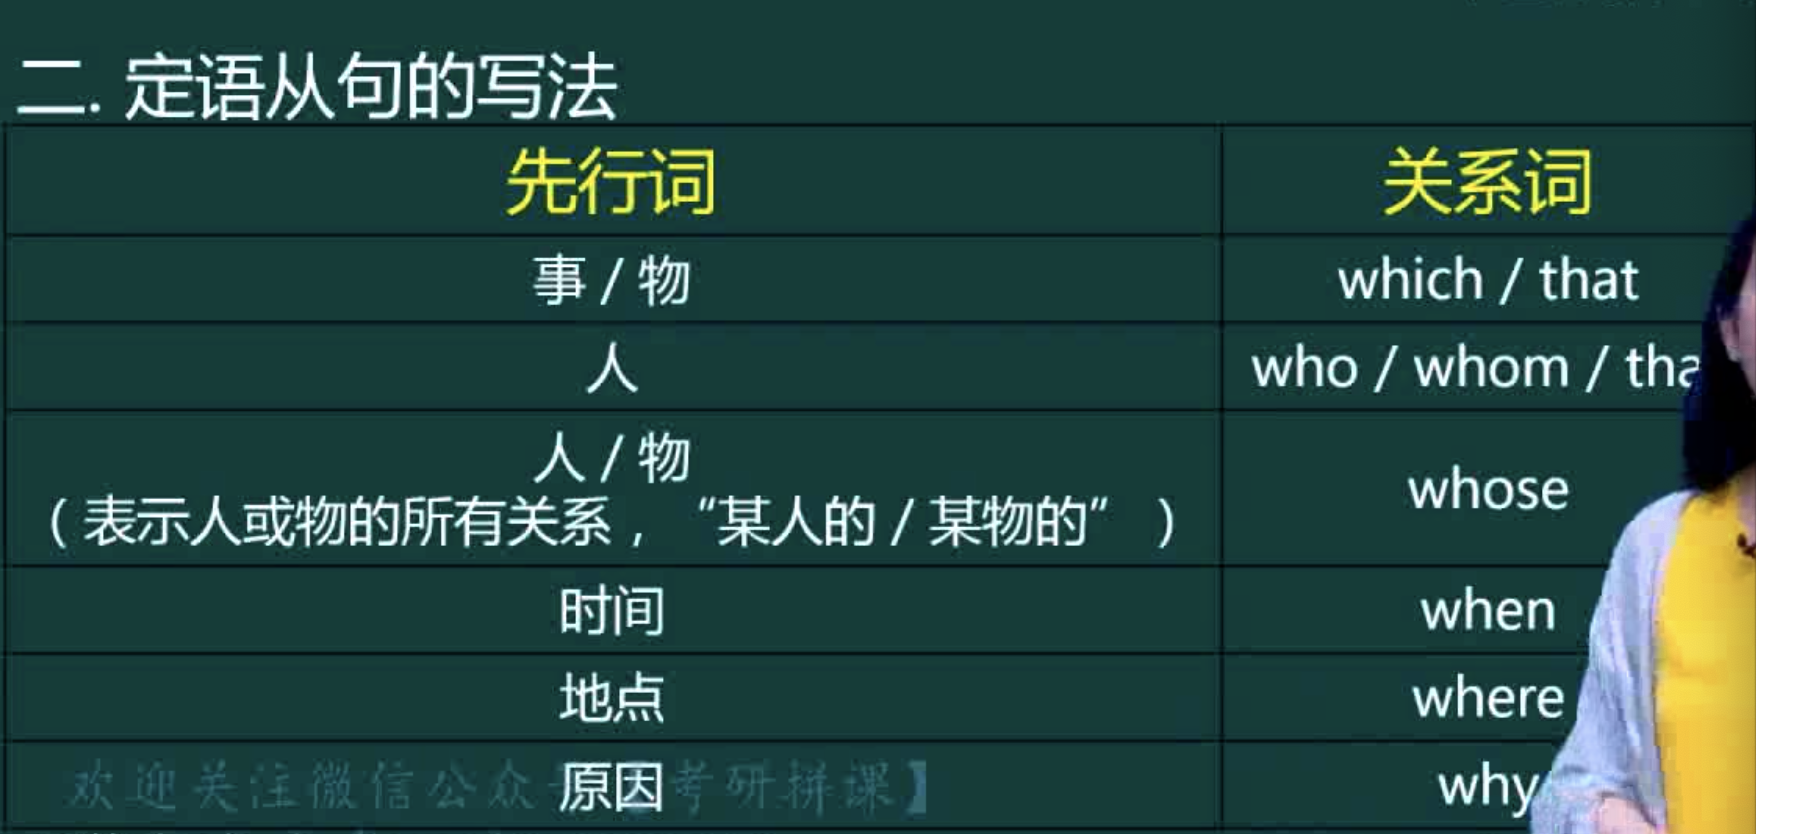 二. 定语从句的写法
先行词 关系词
事 / 物 which / that
人 who / whom / tha
人 / 物
（表示人或物的所有关系，“某人的 / 某物的”） whose
时间 when
地点 where
原因 why
欢迎关注微信公众 考研拼课】